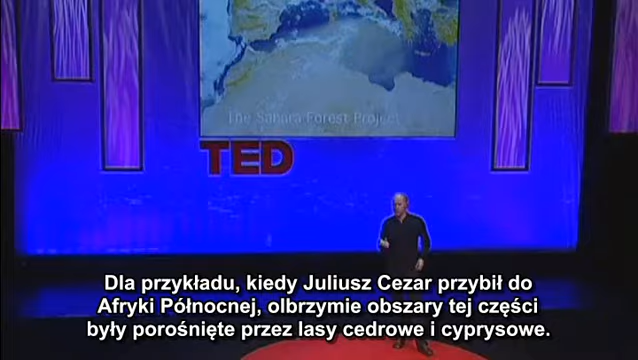 The Sahara Forest Project
TED
Dla przykładu, kiedy Juliusz Cezar przybił do
Afryki Północnej, olbrzymie obszary tej części
były porośnięte przez lasy cedrowe i cyprysowe.